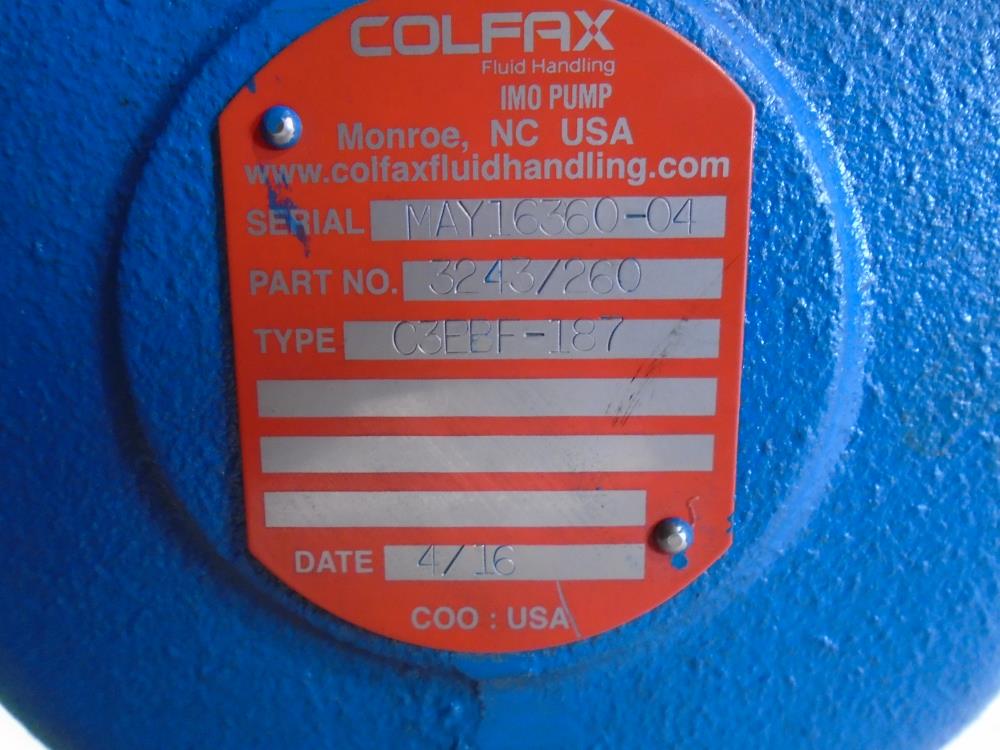 COLFAX
Fluid Handling
IMO PUMP
Monroe, NC USA
www.colfaxfluidhandling.com
SERIAL MAY16360-04
PART NO. 3243/260
TYPE C3EBF-187
DATE 4/16
COO : USA